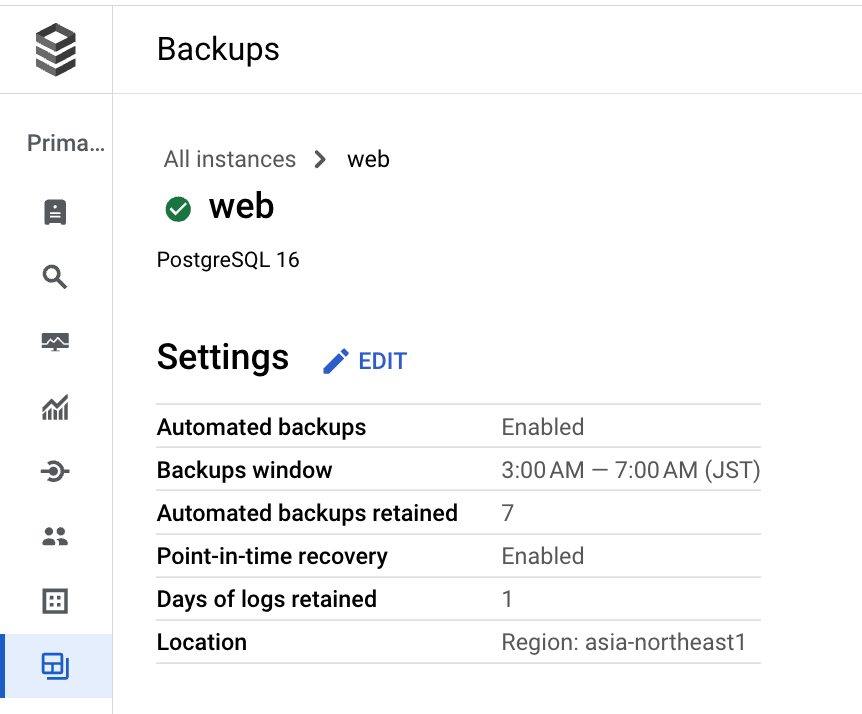 Backups
Prima...
All instances > web
web
PostgreSQL 16
Settings EDIT
Automated backups Enabled
Backups window 3:00 AM — 7:00 AM (JST)
Automated backups retained 7
Point-in-time recovery Enabled
Days of logs retained 1
Location Region: asia-northeast1